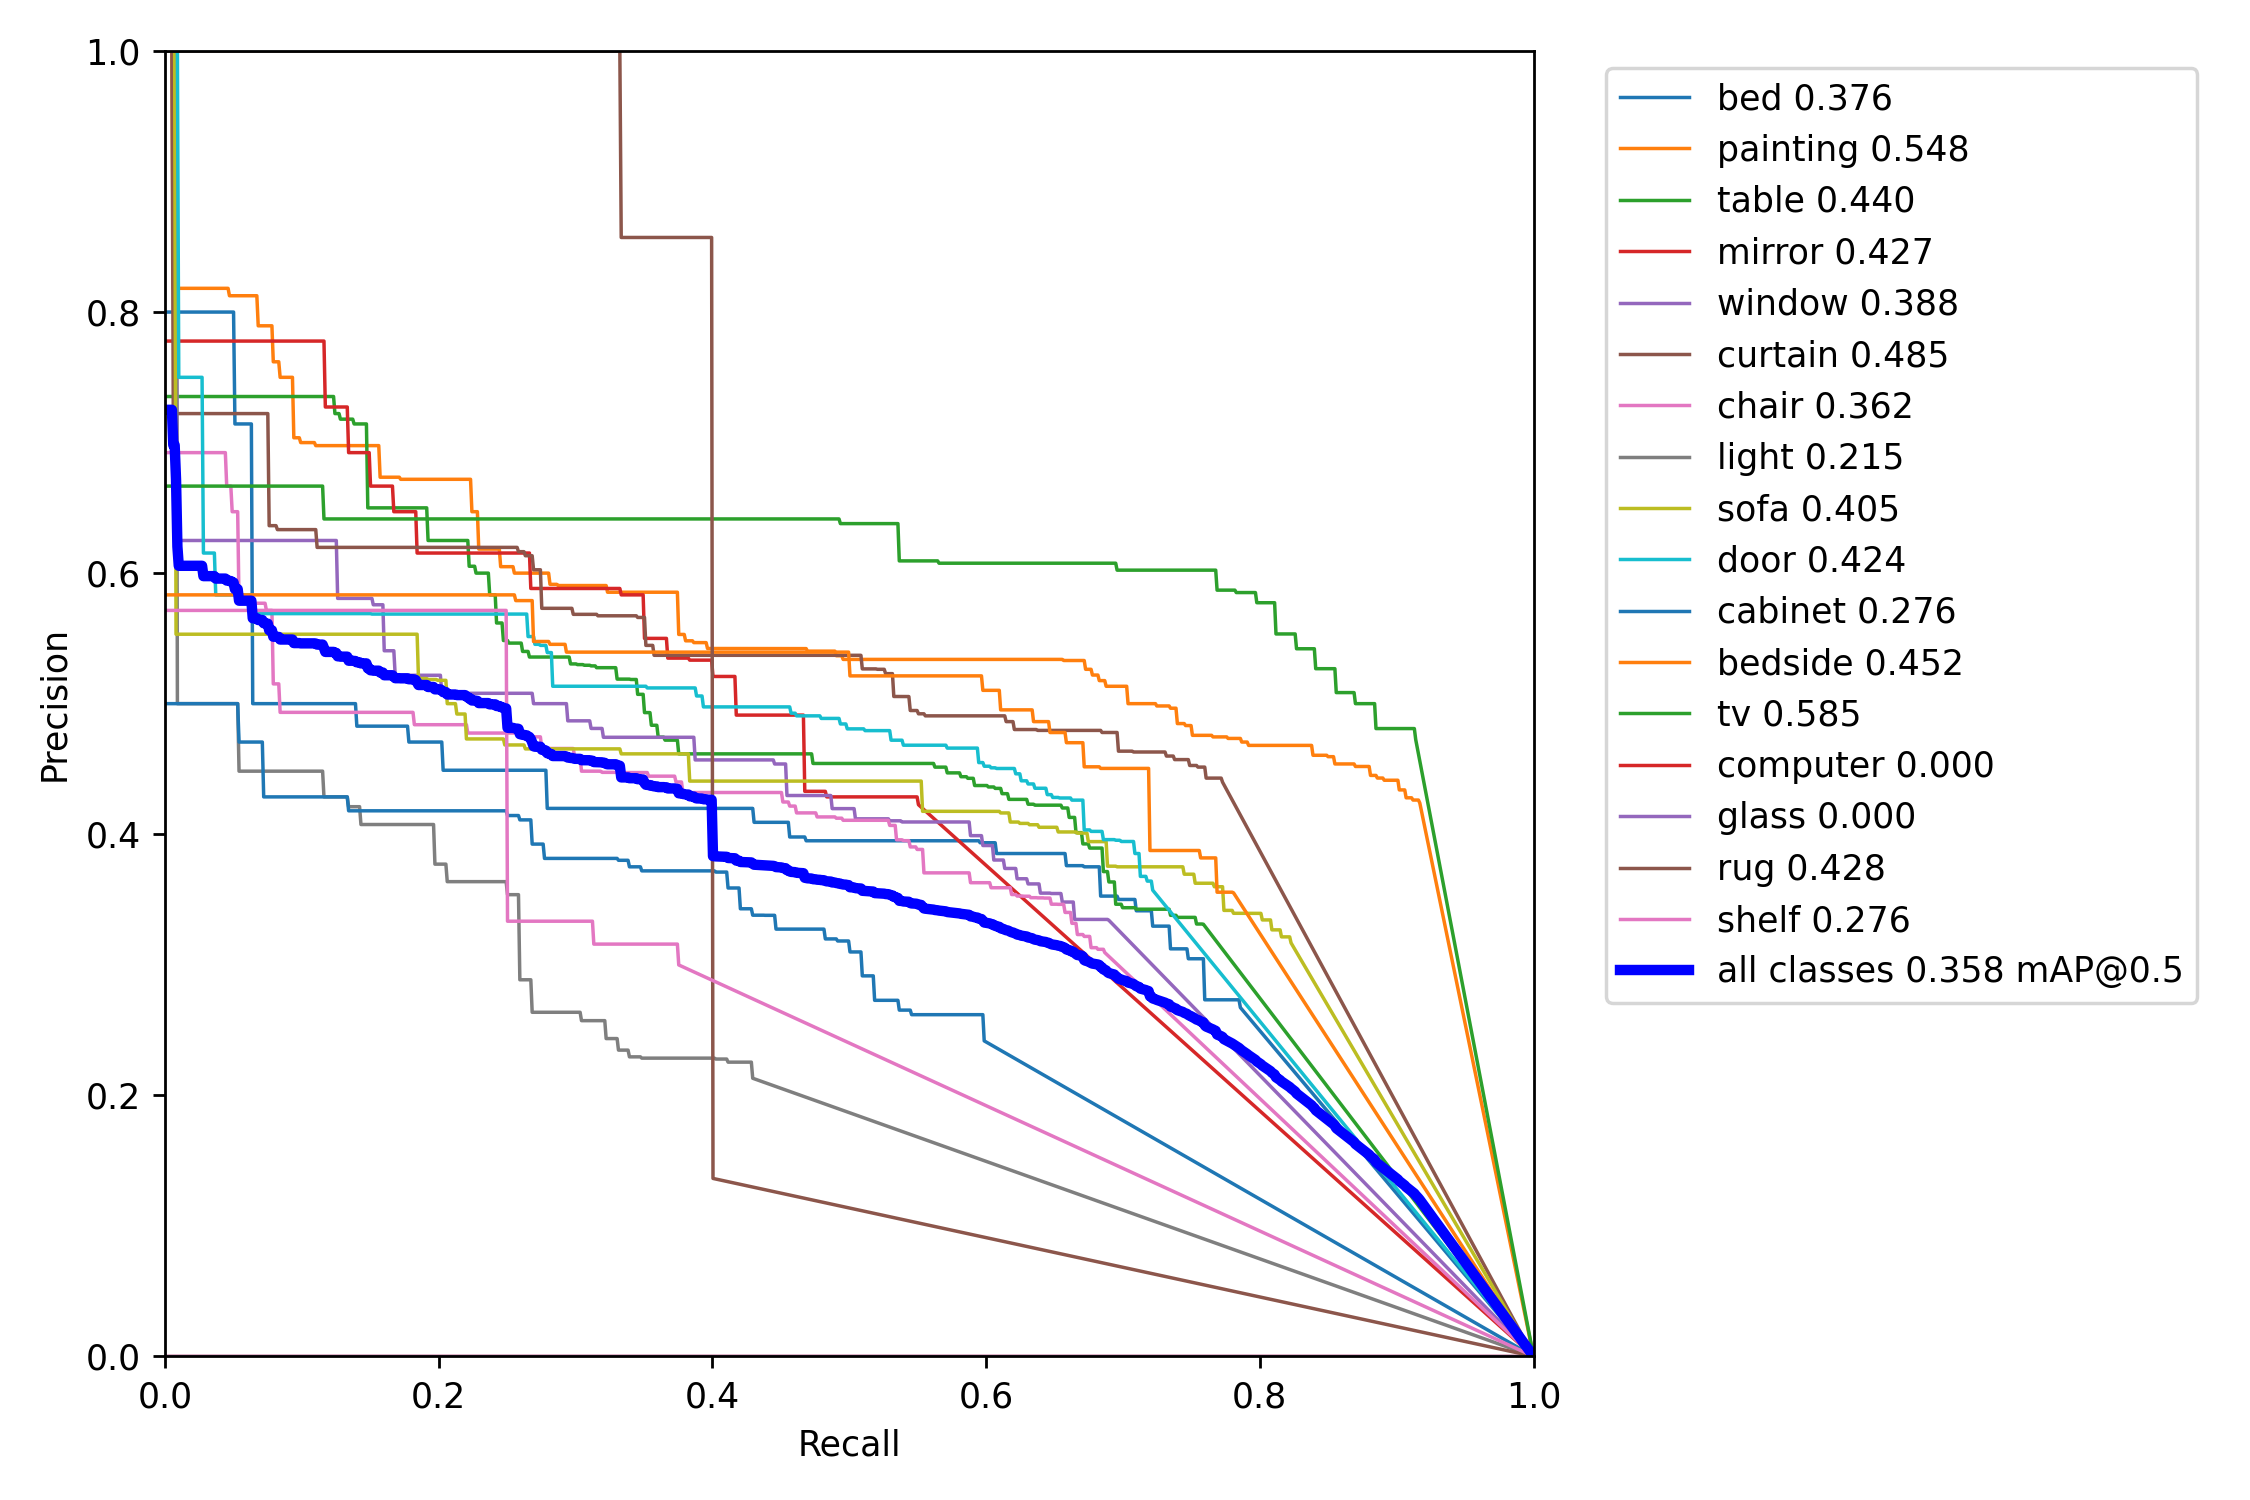 1.0
0.8
0.6
0.4
0.2
0.0
0.0 0.2 0.4 0.6 0.8 1.0
Precision
Recall
bed 0.376
painting 0.548
table 0.440
mirror 0.427
window 0.388
curtain 0.485
chair 0.362
light 0.215
sofa 0.405
door 0.424
cabinet 0.276
bedside 0.452
tv 0.585
computer 0.000
glass 0.000
rug 0.428
shelf 0.276
all classes 0.358 mAP@0.5